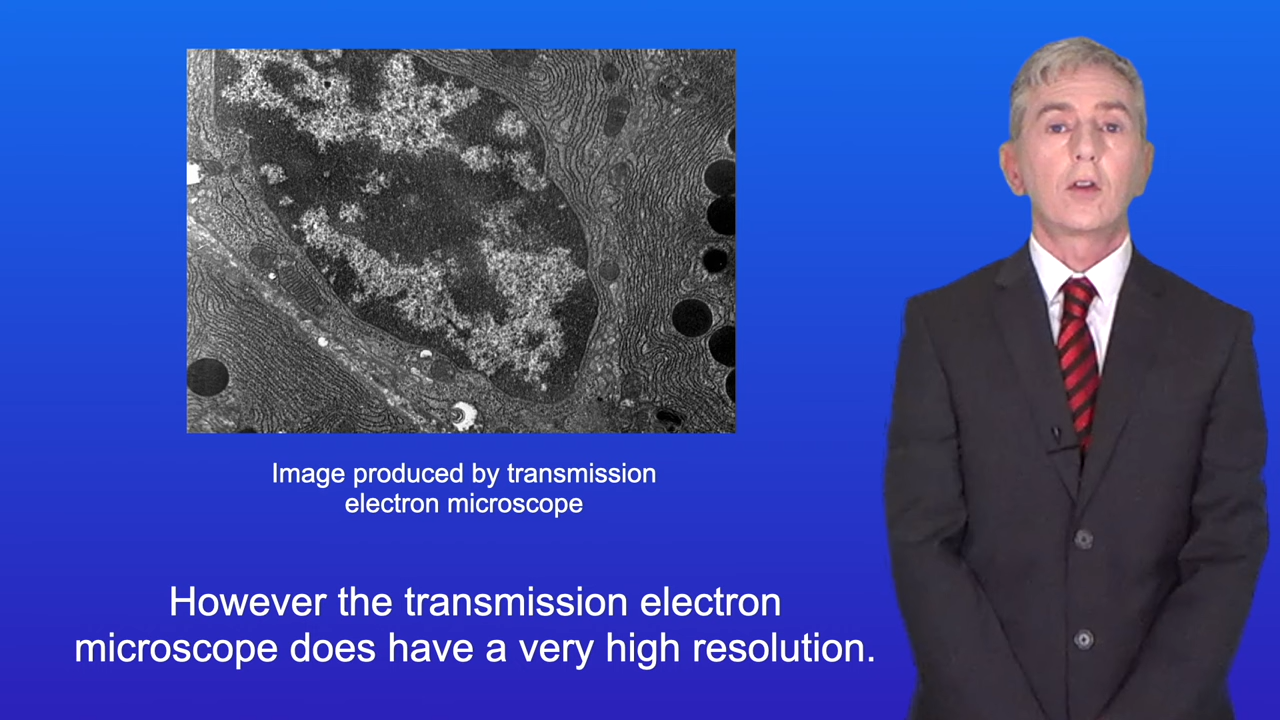 Image produced by transmission
electron microscope
However the transmission electron
microscope does have a very high resolution.